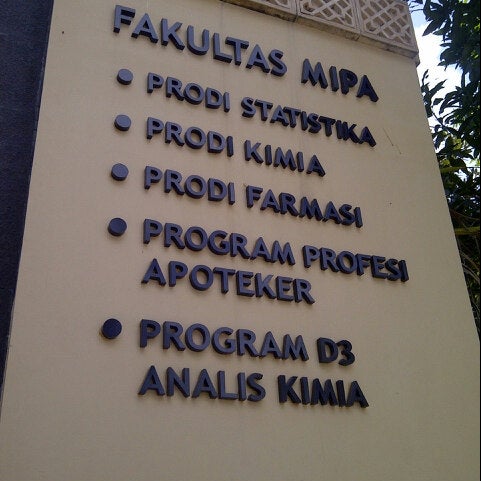 FAKULTAS MIPA
• PRODI STATISTIKA
• PRODI KIMIA
• PRODI FARMASI
• PROGRAM PROFESI
APOTEKER
• PROGRAM D3
ANALIS KIMIA